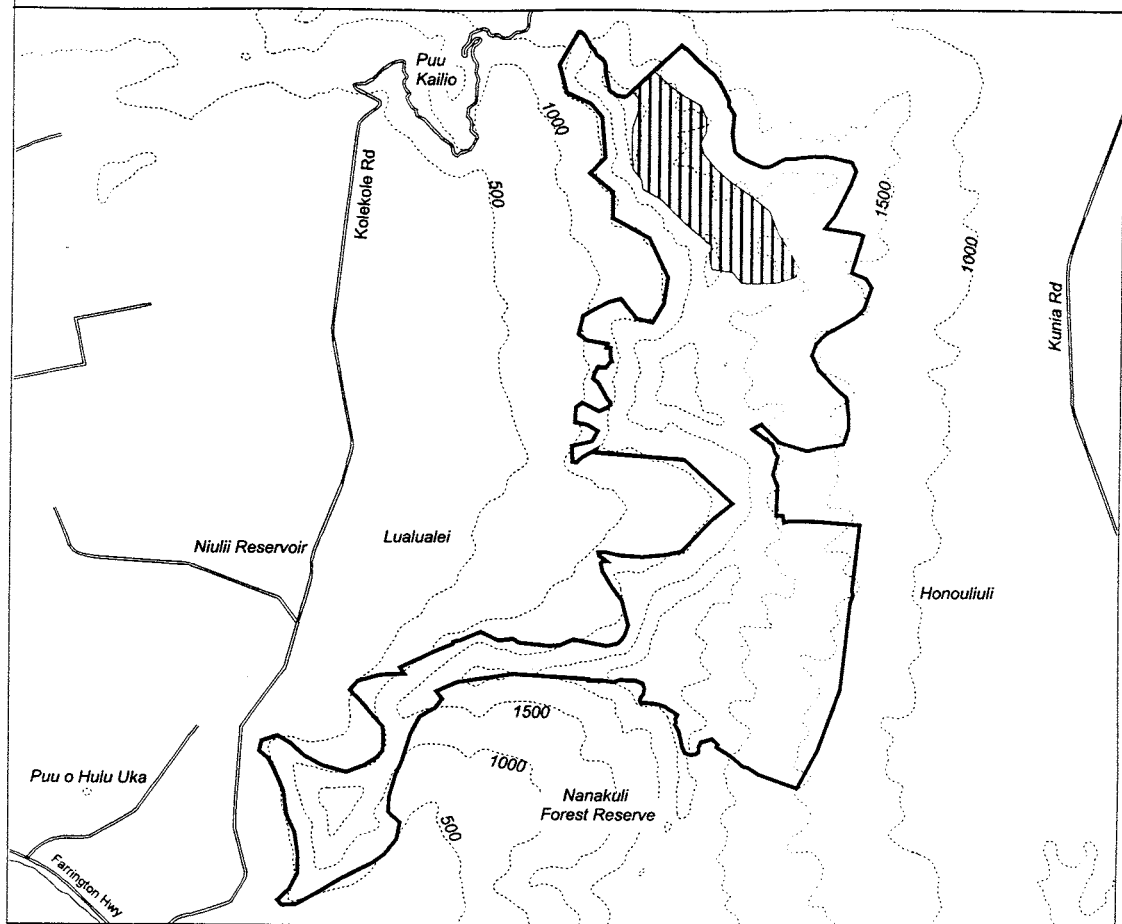 Puu
Kailio
1000
Kolekole Rd
500
1500
1000
Kunia Rd
Niulii Reservoir
Lualualei
Honouliuli
1500
1000
Puu o Hulu Uka
Nanakuli
Forest Reserve
500
Farrington Hwy